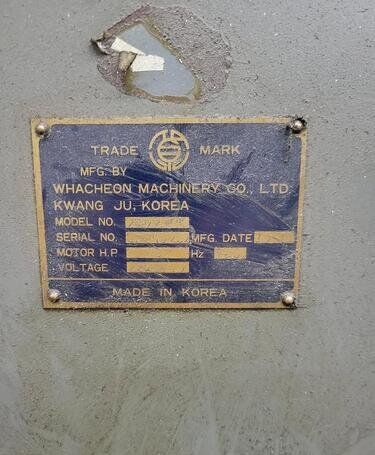 TRADE MARK
MFG. BY
WHACHEON MACHINERY CO., LTD.
KWANG JU, KOREA
MODEL NO.
SERIAL NO. MFG. DATE
MOTOR H.P Hz
VOLTAGE
MADE IN KOREA